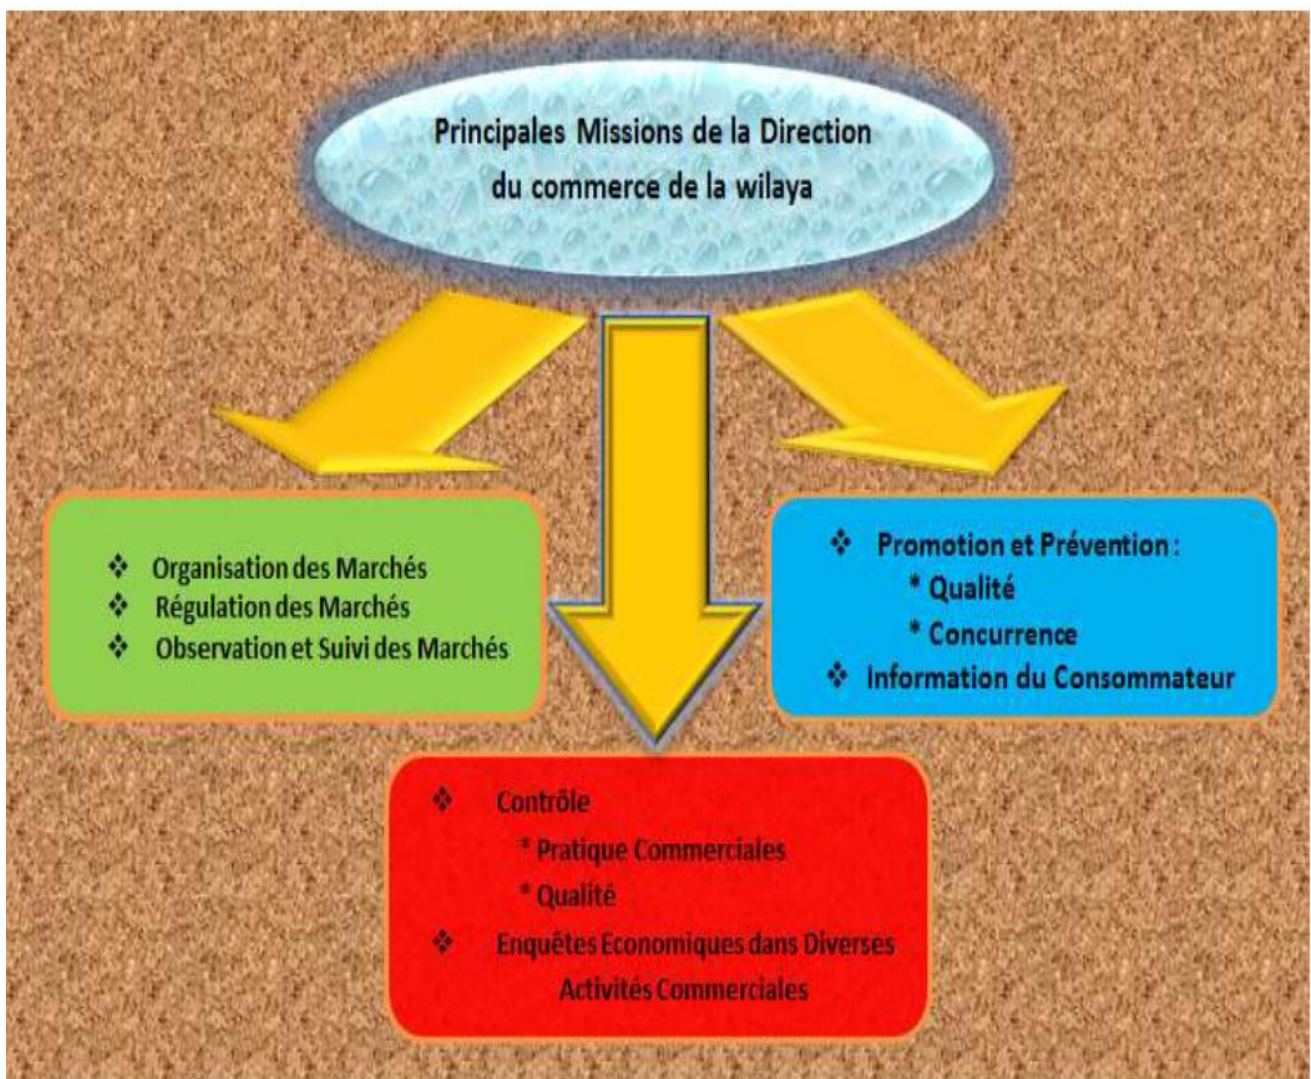 Principales Missions de la Direction
du commerce de la wilaya
❖ Organisation des Marchés
❖ Régulation des Marchés
❖ Observation et Suivi des Marchés
❖ Promotion et Prévention :
* Qualité
* Concurrence
❖ Information du Consommateur
❖ Contrôle
* Pratique Commerciales
* Qualité
❖ Enquêtes Economiques dans Diverses
Activités Commerciales